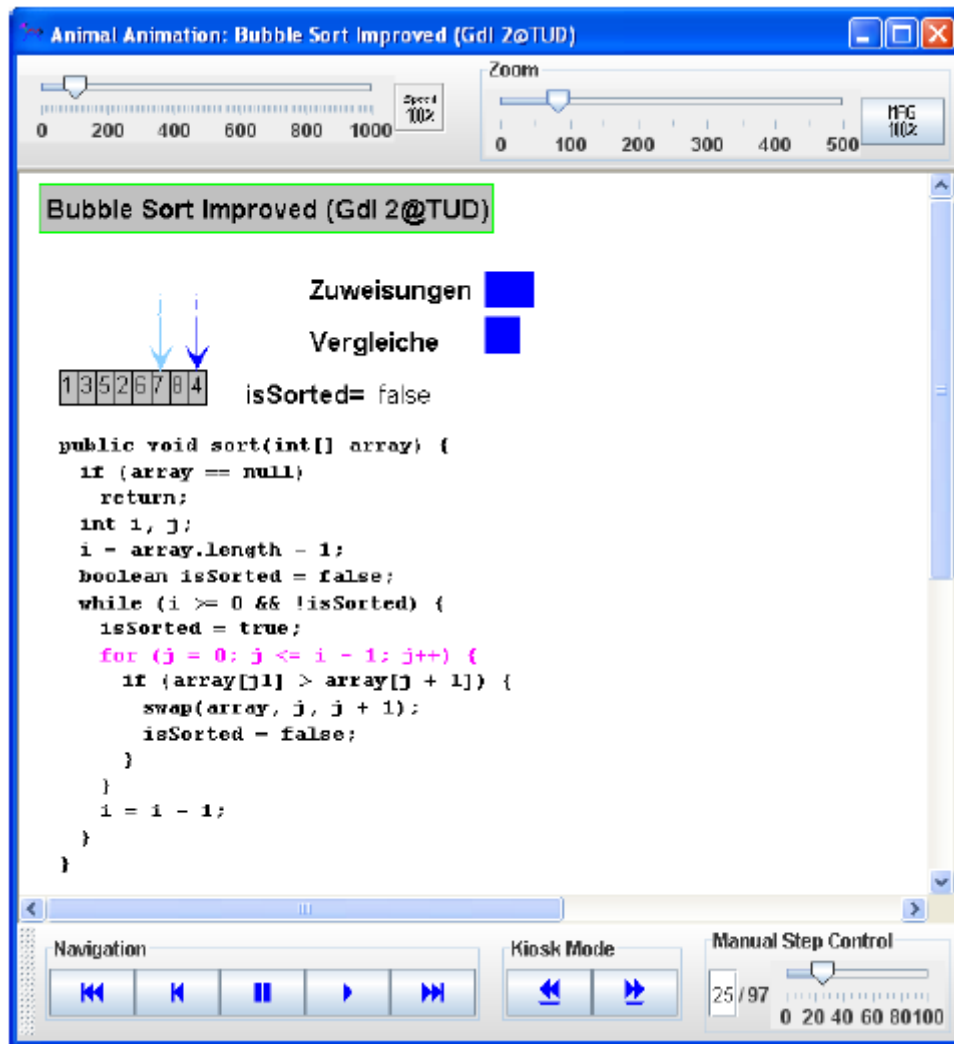 Animal Animation: Bubble Sort Improved (GdI 2@TUD)
Zoom
Speed 100%
MAG 100%
0 200 400 600 800 1000
0 100 200 300 400 500
Bubble Sort Improved (GdI 2@TUD)
Zuweisungen
Vergleiche
1 3 5 2 6 7 8 4
isSorted= false
public void sort(int[] array) {
if (array == null)
return;
int i, j;
i = array.length - 1;
boolean isSorted = false;
while (i >= 0 && !isSorted) {
isSorted = true;
for (j = 0; j <= i - 1; j++) {
if (array[j1] > array[j + 1]) {
swap(array, j, j + 1);
isSorted = false;
}
}
i = i - 1;
}
}
Navigation
Kiosk Mode
Manual Step Control
25 / 97
0 20 40 60 80100